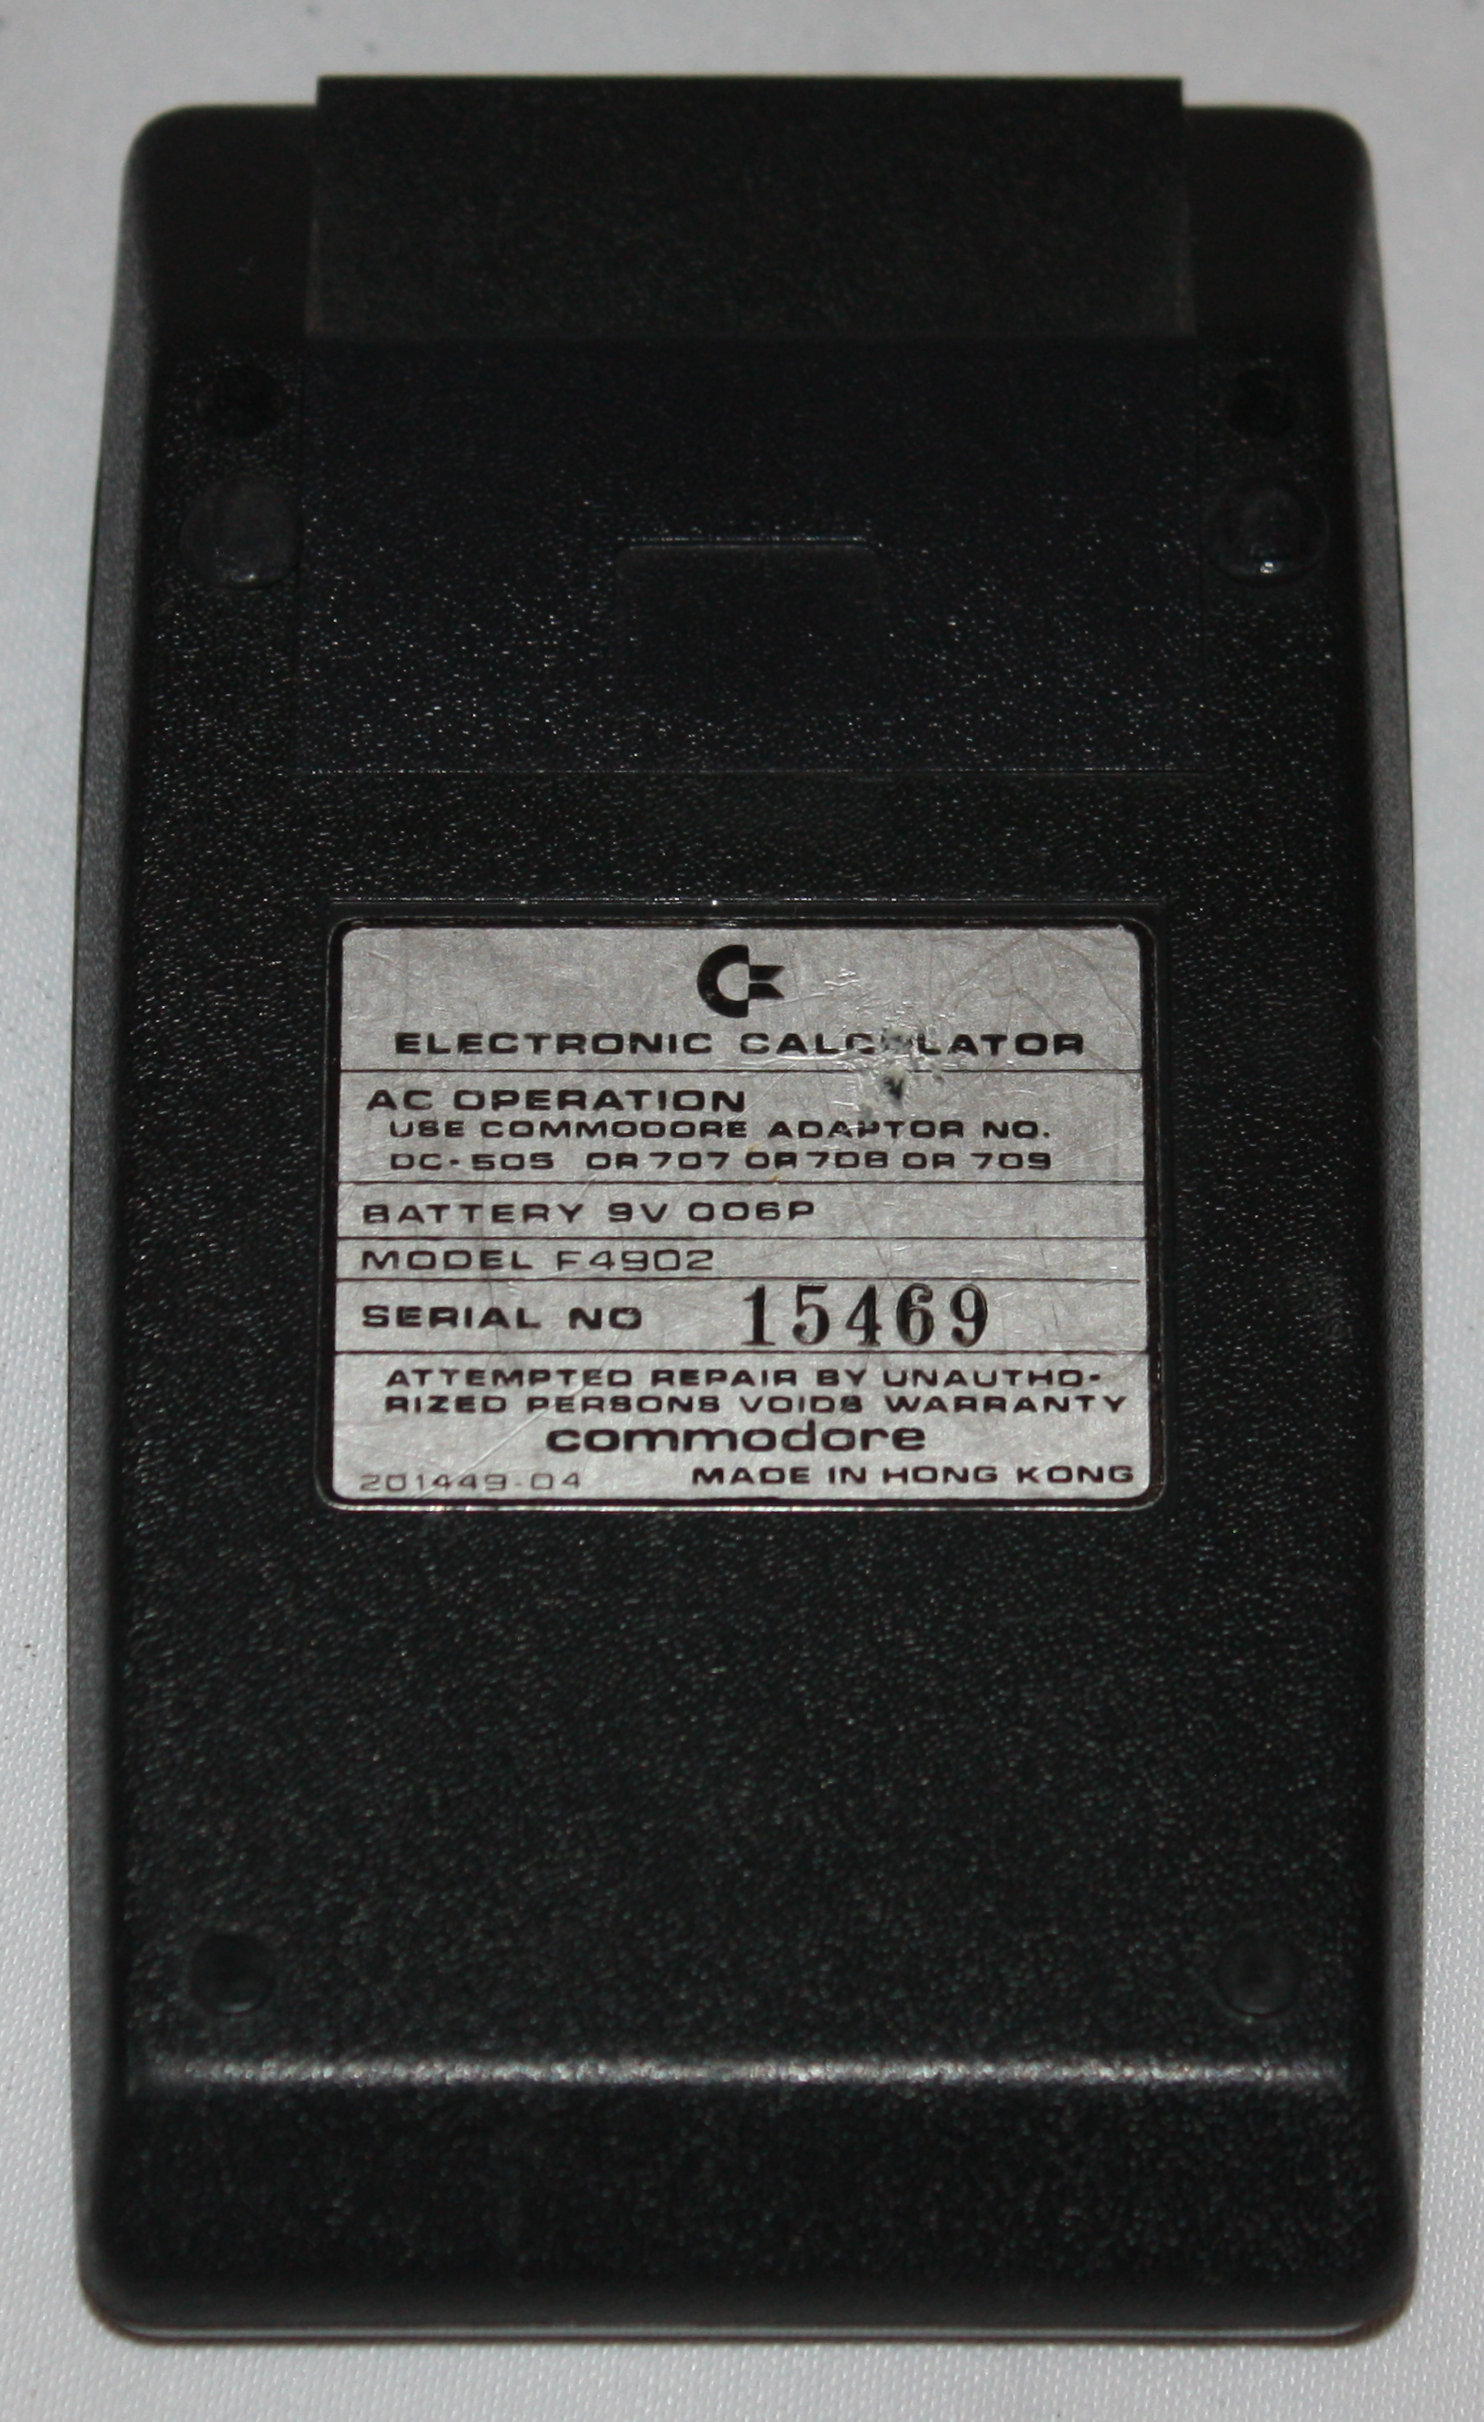 ELECTRONIC CALCULATOR
AC OPERATION
USE COMMODORE ADAPTOR NO.
DC-505 OR 707 OR 708 OR 709
BATTERY 9V 006P
MODEL F4902
SERIAL NO 15469
ATTEMPTED REPAIR BY UNAUTHO-
RIZED PERSONS VOIDS WARRANTY
commodore
201449-04 MADE IN HONG KONG